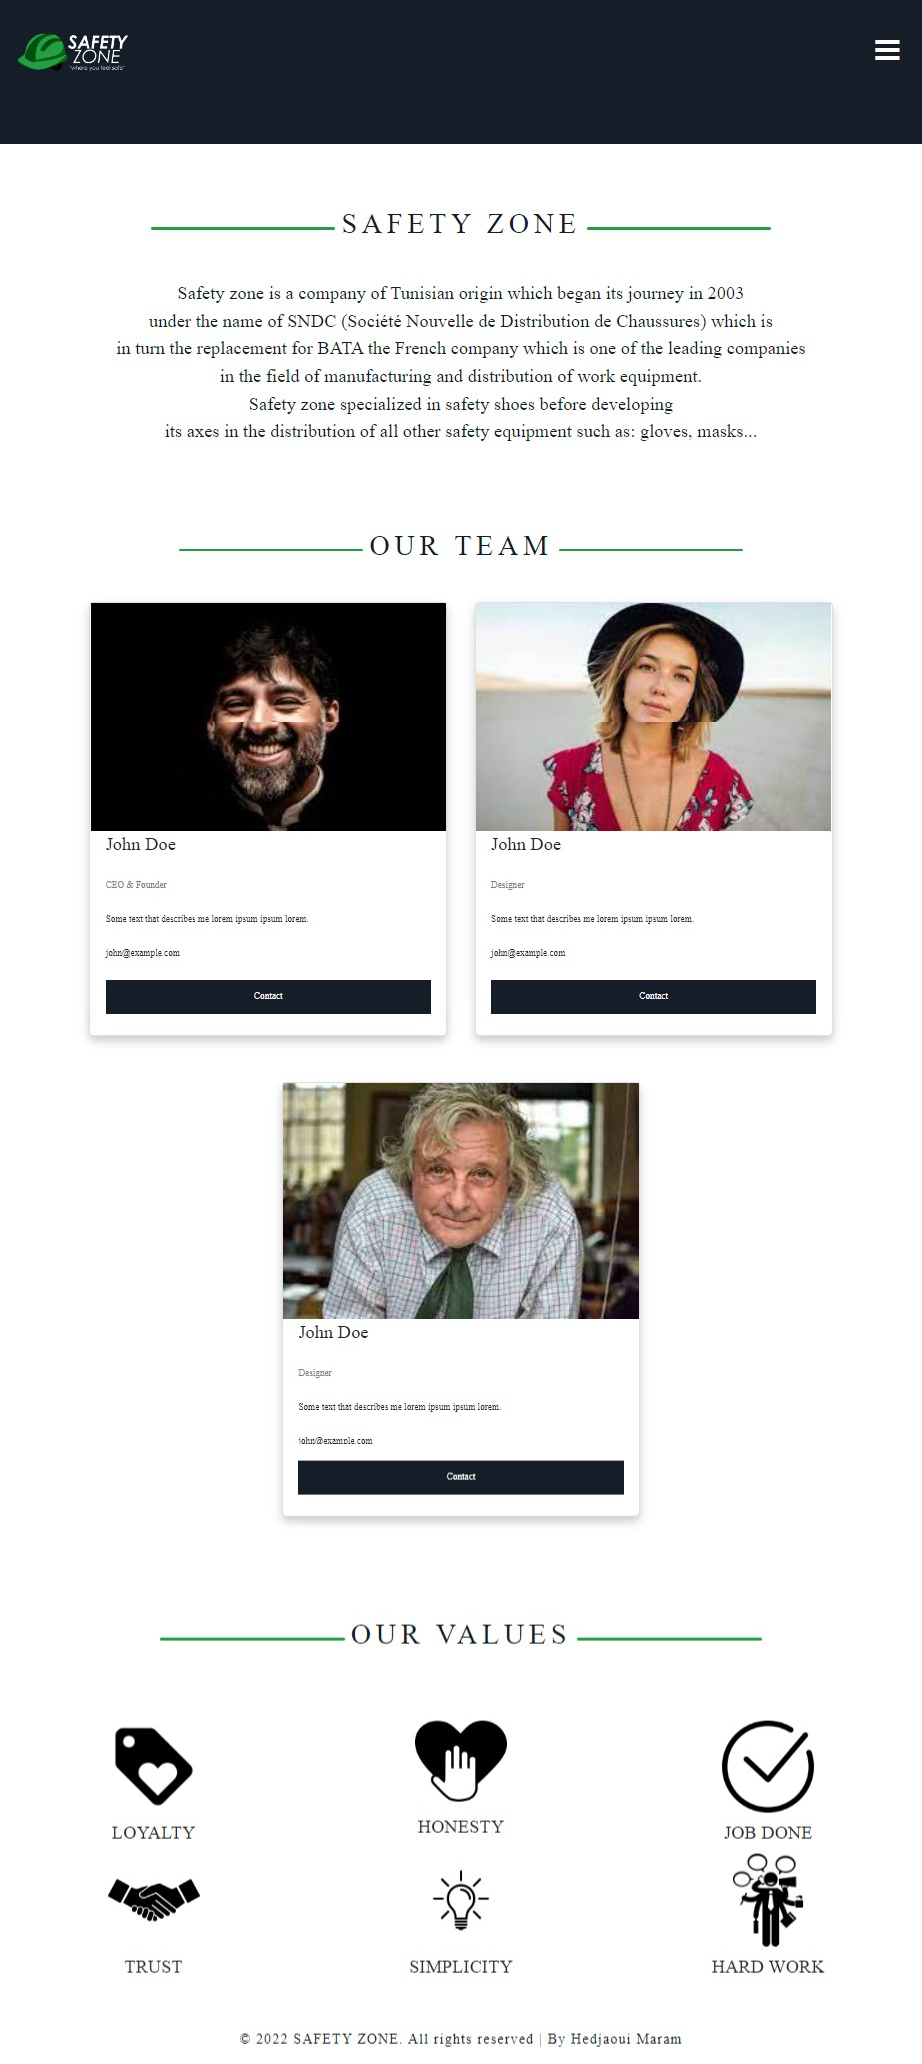 SAFETY
ZONE
"where you feel safe"
SAFETY ZONE
Safety zone is a company of Tunisian origin which began its journey in 2003
under the name of SNDC (Société Nouvelle de Distribution de Chaussures) which is
in turn the replacement for BATA the French company which is one of the leading companies
in the field of manufacturing and distribution of work equipment.
Safety zone specialized in safety shoes before developing
its axes in the distribution of all other safety equipment such as: gloves, masks...
OUR TEAM
John Doe
CEO & Founder
Some text that describes me lorem ipsum ipsum lorem.
john@example.com
Contact
John Doe
Designer
Some text that describes me lorem ipsum ipsum lorem.
john@example.com
Contact
John Doe
Designer
Some text that describes me lorem ipsum ipsum lorem.
john@example.com
Contact
OUR VALUES
LOYALTY
HONESTY
JOB DONE
TRUST
SIMPLICITY
HARD WORK
© 2022 SAFETY ZONE. All rights reserved | By Hedjaoui Maram